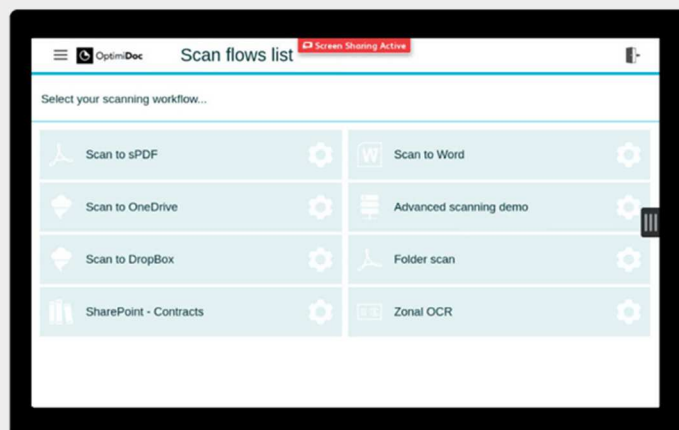 OptimiDoc
Scan flows list
Screen Sharing Active
Select your scanning workflow...
Scan to sPDF
W
Scan to Word
Scan to OneDrive
Advanced scanning demo
Scan to DropBox
Folder scan
SharePoint - Contracts
Zonal OCR